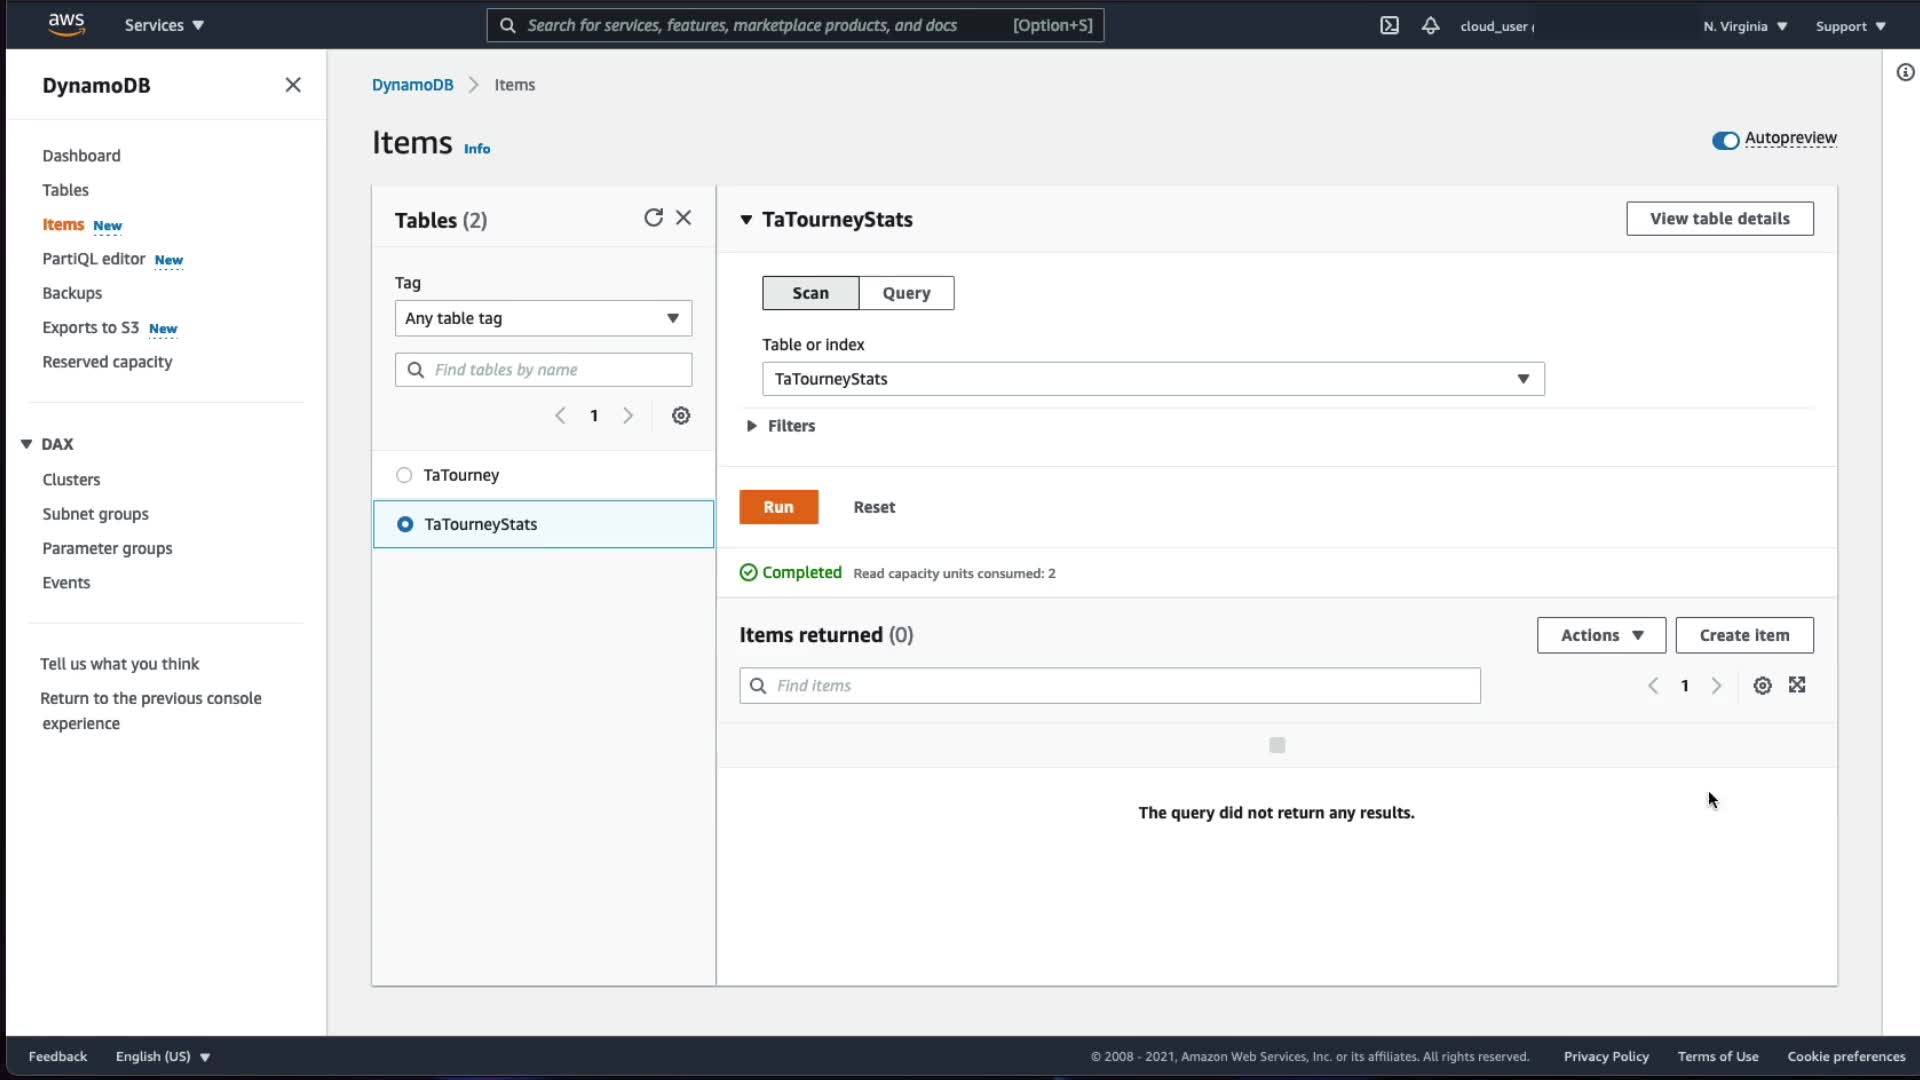 aws
Services
Search for services, features, marketplace products, and docs [Option+S]
cloud_user
N. Virginia
Support
DynamoDB
Dashboard
Tables
Items New
PartiQL editor New
Backups
Exports to S3 New
Reserved capacity
DAX
Clusters
Subnet groups
Parameter groups
Events
Tell us what you think
Return to the previous console
experience
DynamoDB Items
Items Info
Autopreview
Tables (2)
Tag
Any table tag
Find tables by name
1
TaTourney
TaTourneyStats
TaTourneyStats
View table details
Scan Query
Table or index
TaTourneyStats
Filters
Run Reset
Completed Read capacity units consumed: 2
Items returned (0)
Actions
Create item
Find items
1
The query did not return any results.
Feedback English (US)
© 2008 - 2021, Amazon Web Services, Inc. or its affiliates. All rights reserved. Privacy Policy Terms of Use Cookie preferences